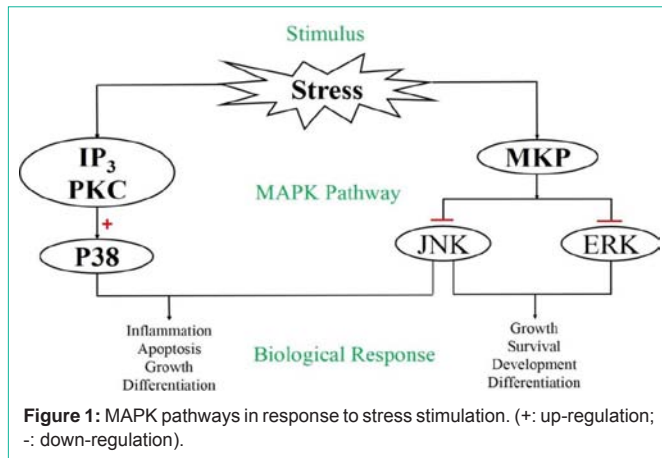 Stimulus
Stress
IP₃
PKC
MKP
MAPK Pathway
+
P38
JNK
ERK
Inflammation
Apoptosis
Growth
Differentiation
Biological Response
Growth
Survival
Development
Differentiation
Figure 1: MAPK pathways in response to stress stimulation. (+: up-regulation;
-: down-regulation).